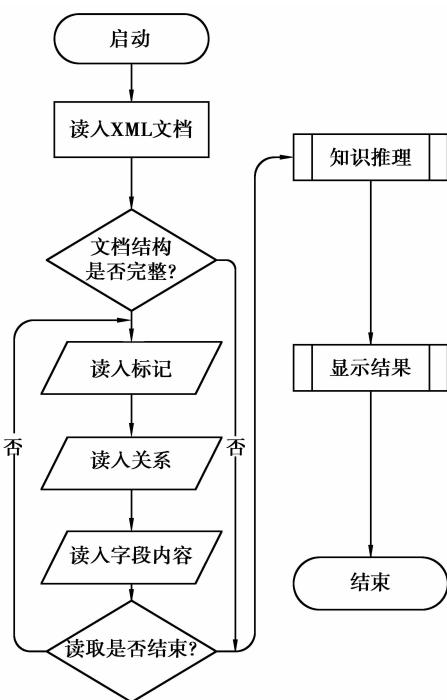 启动
读入XML文档
文档结构
是否完整?
读入标记
读入关系
读入字段内容
读取是否结束?
否
否
知识推理
显示结果
结束